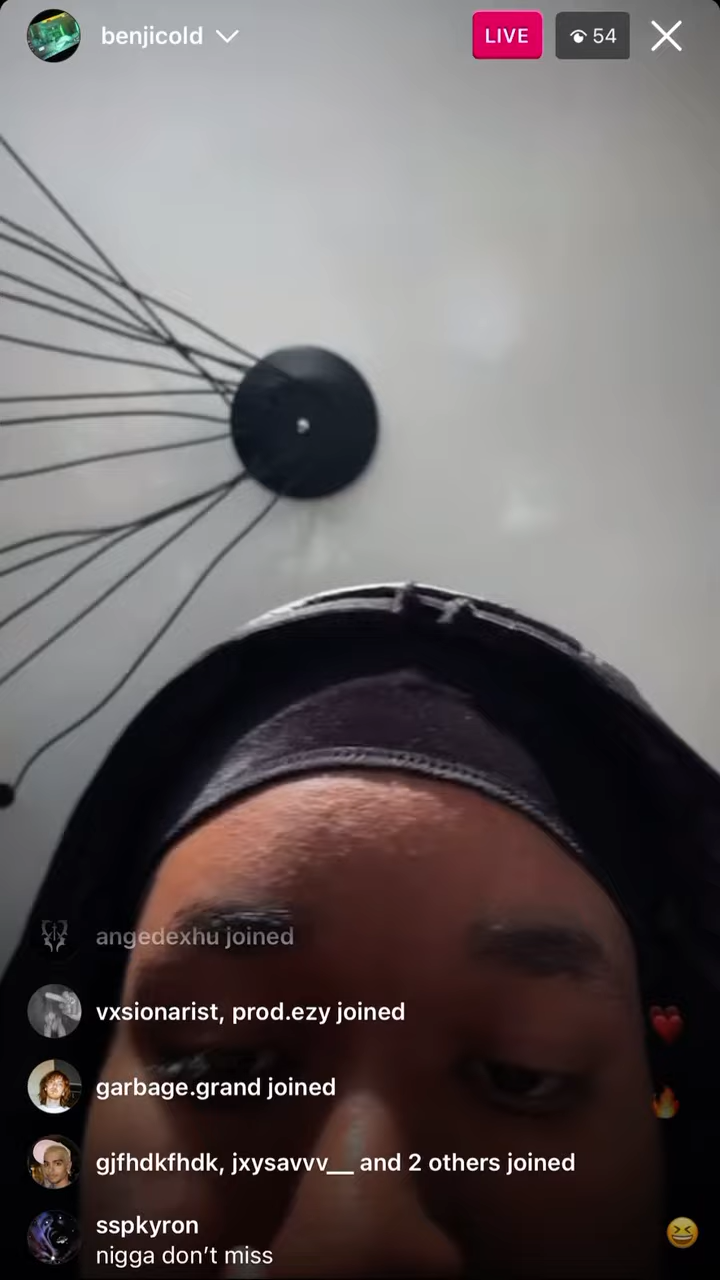 benjicold
LIVE
54
angedexhu joined
vxsionarist, prod.ezy joined
garbage.grand joined
gjfhdkfhdk, jxysavvv__ and 2 others joined
sspkyron
nigga don’t miss